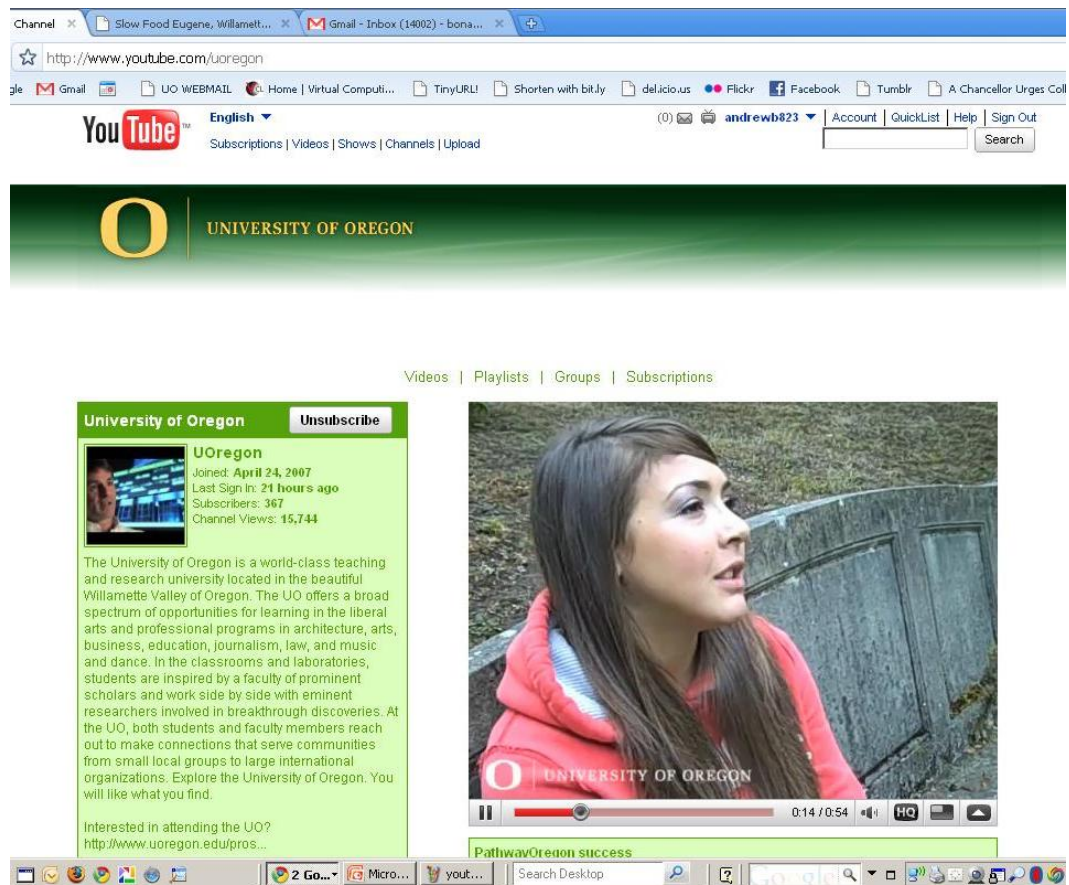 Channel
Slow Food Eugene, Willamett...
Gmail - Inbox (14002) - bona...
http://www.youtube.com/uoregon
gle
Gmail
UO WEBMAIL
Home | Virtual Computi...
TinyURL!
Shorten with bit.ly
del.icio.us
Flickr
Facebook
Tumblr
A Chancellor Urges Coll
YouTube TM
English
(0) andrewb823 | Account | QuickList | Help | Sign Out
Subscriptions | Videos | Shows | Channels | Upload
Search
O UNIVERSITY OF OREGON
Videos | Playlists | Groups | Subscriptions
University of Oregon
Unsubscribe
UOregon
Joined: April 24, 2007
Last Sign In: 21 hours ago
Subscribers: 367
Channel Views: 15,744
The University of Oregon is a world-class teaching
and research university located in the beautiful
Willamette Valley of Oregon. The UO offers a broad
spectrum of opportunities for learning in the liberal
arts and professional programs in architecture, arts,
business, education, journalism, law, and music
and dance. In the classrooms and laboratories,
students are inspired by a faculty of prominent
scholars and work side by side with eminent
researchers involved in breakthrough discoveries. At
the UO, both students and faculty members reach
out to make connections that serve communities
from small local groups to large international
organizations. Explore the University of Oregon. You
will like what you find.
Interested in attending the UO?
http://www.uoregon.edu/pros...
O UNIVERSITY OF OREGON
0:14 / 0:54
HQ
PathwayOregon success
2 Go...
Micro...
yout...
Search Desktop
Google